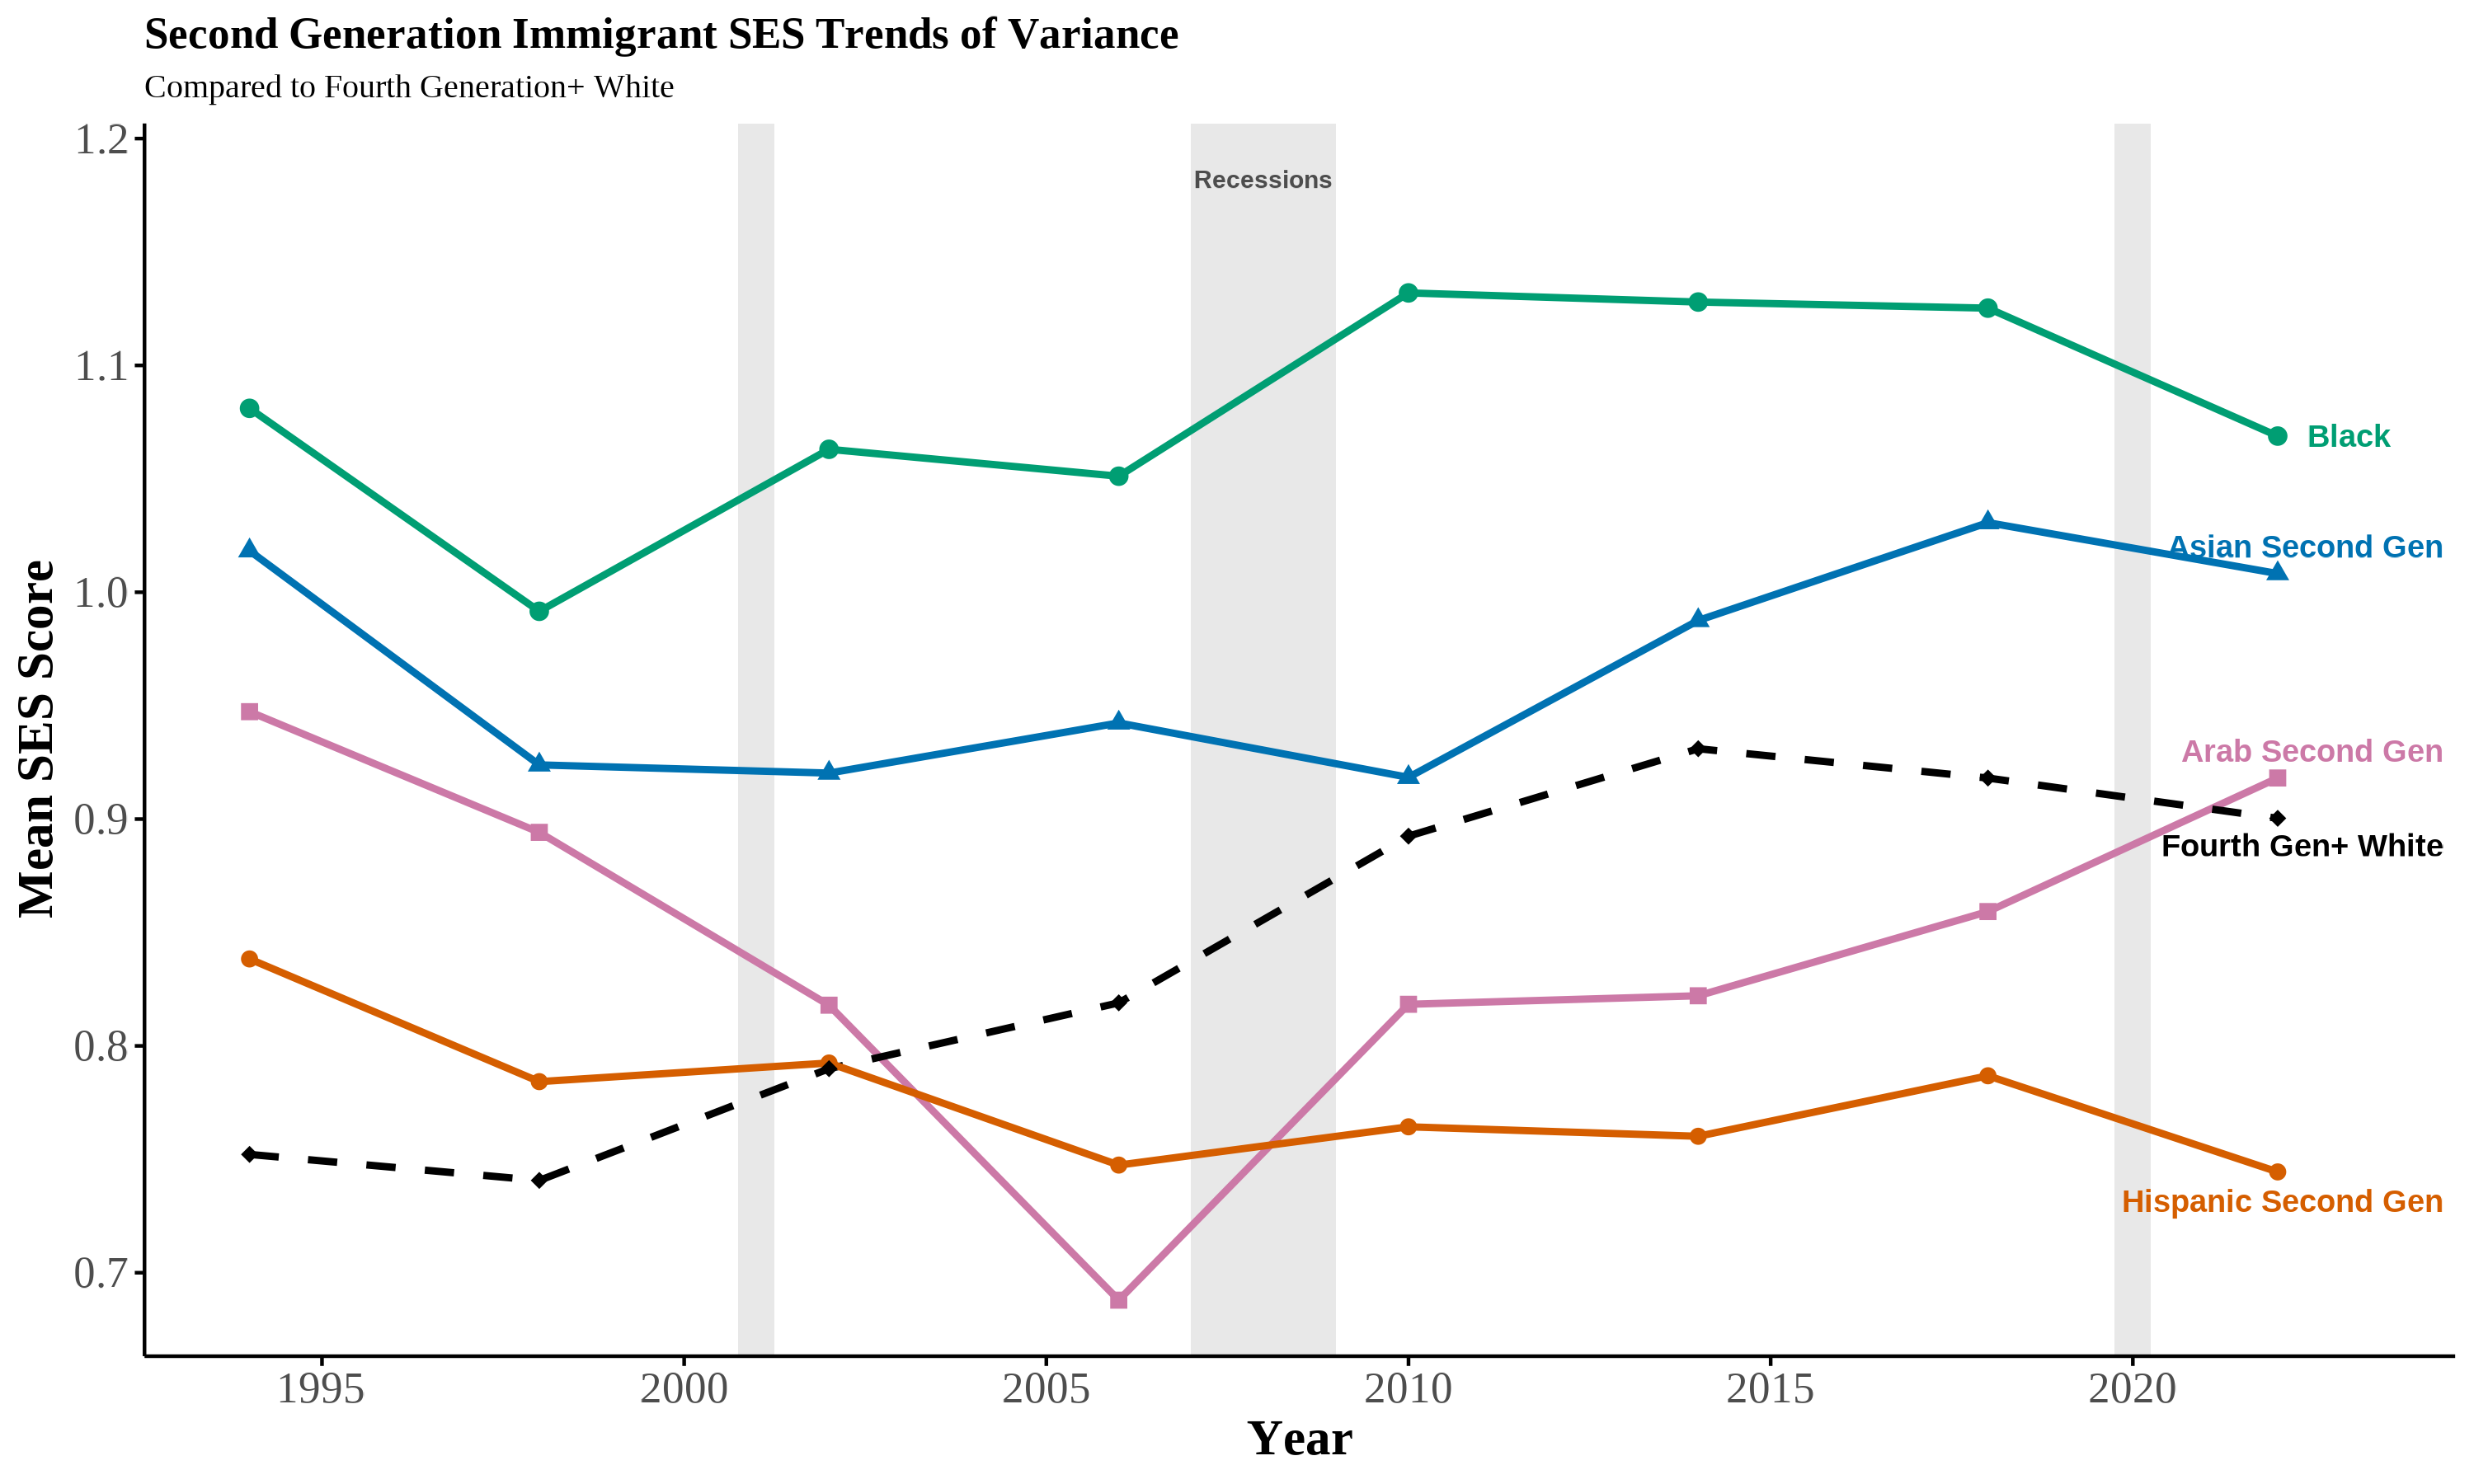 Second Generation Immigrant SES Trends of Variance
Compared to Fourth Generation+ White
1.2
1.1
1.0
0.9
0.8
0.7
Mean SES Score
Recessions
Black
Asian Second Gen
Arab Second Gen
Fourth Gen+ White
Hispanic Second Gen
1995 2000 2005 2010 2015 2020
Year